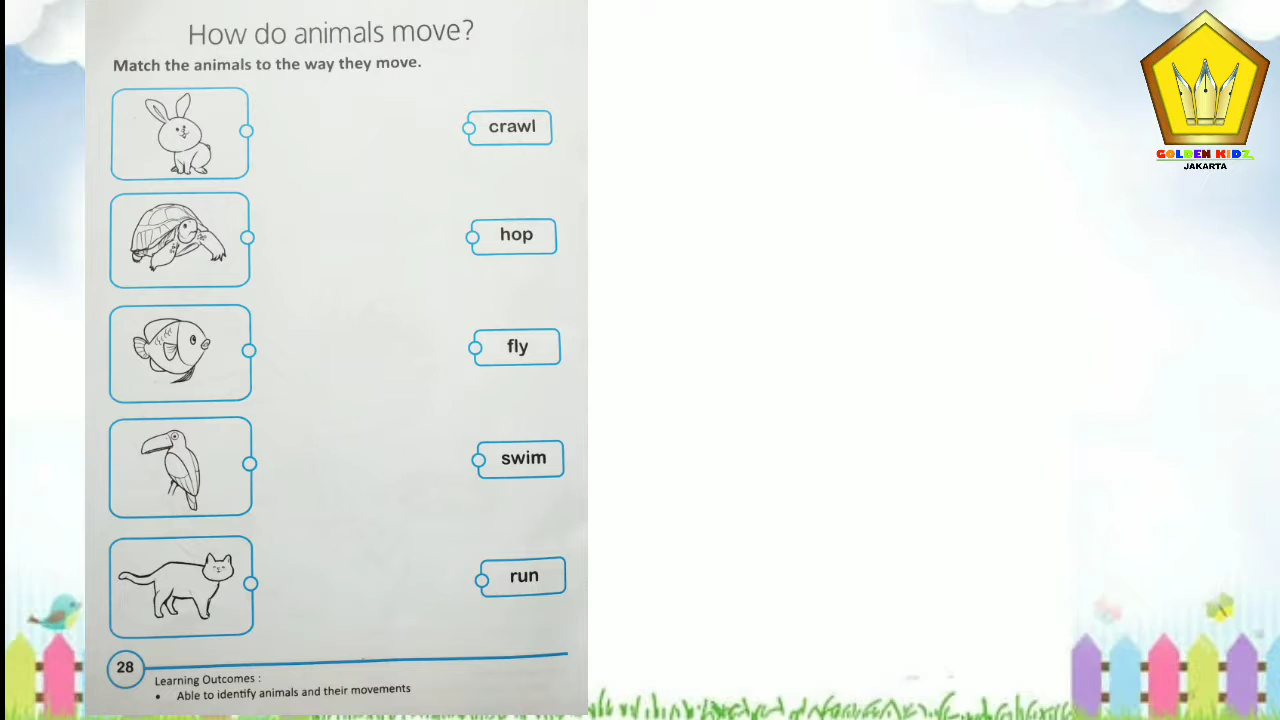 How do animals move?
Match the animals to the way they move.
crawl
hop
fly
swim
run
28
Learning Outcomes :
• Able to identify animals and their movements
GOLDEN KIDZ
JAKARTA